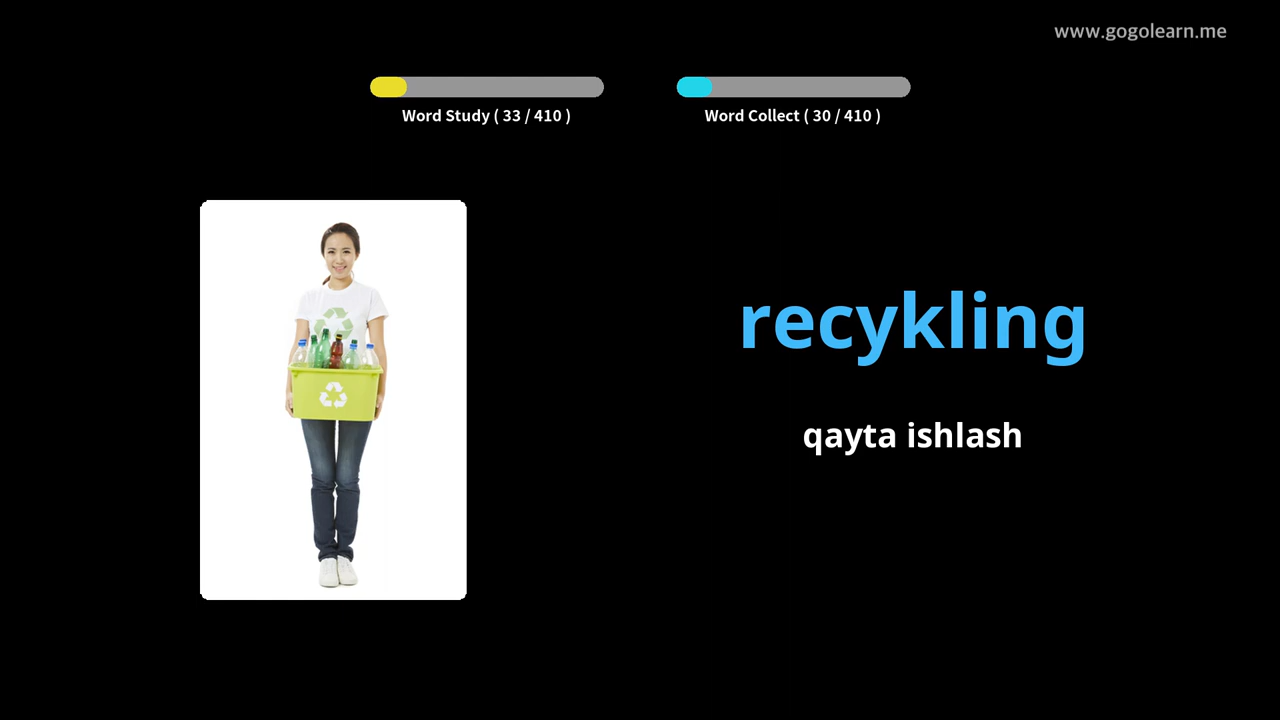 www.gogolearn.me
Word Study ( 33 / 410 )
Word Collect ( 30 / 410 )
recykling
qayta ishlash